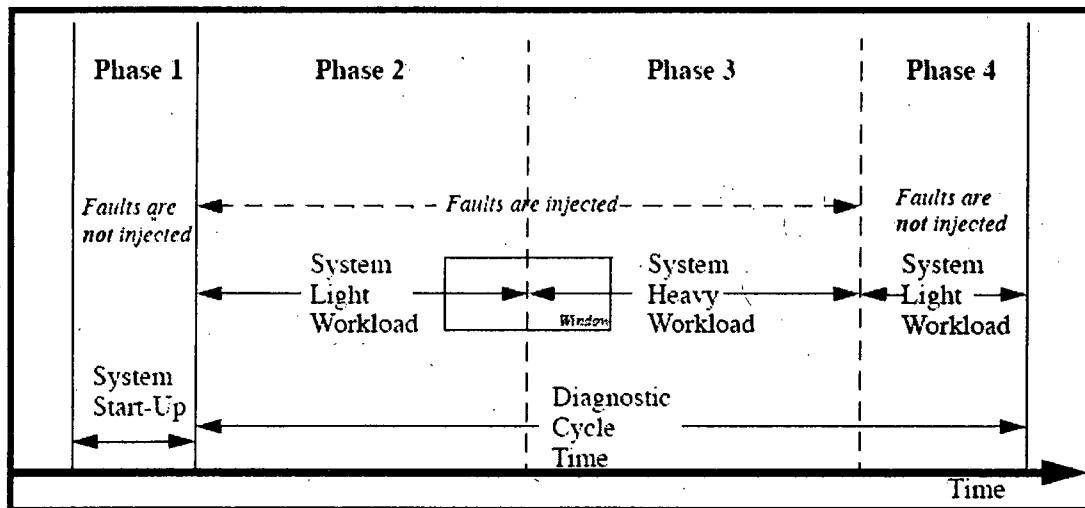 Phase 1
Phase 2
Phase 3
Phase 4
Faults are
not injected
Faults are injected
Faults are
not injected
System
Light
Workload
Window
System
Heavy
Workload
System
Light
Workload
System
Start-Up
Diagnostic
Cycle
Time
Time